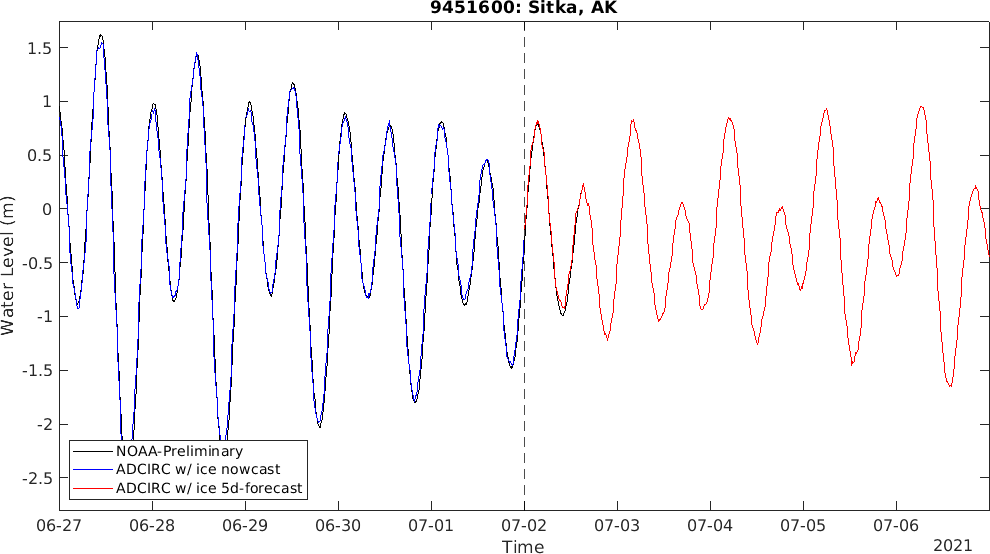 9451600: Sitka, AK
Water Level (m)
1.5
1
0.5
0
-0.5
-1
-1.5
-2
-2.5
NOAA-Preliminary
ADCIRC w/ ice nowcast
ADCIRC w/ ice 5d-forecast
06-27 06-28 06-29 06-30 07-01 07-02 07-03 07-04 07-05 07-06
Time
2021